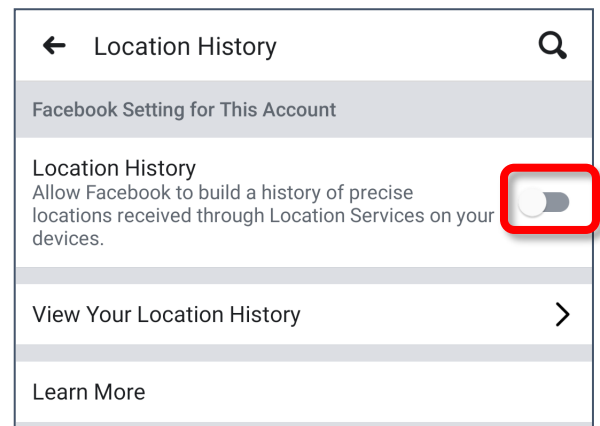 Location History
Facebook Setting for This Account
Location History
Allow Facebook to build a history of precise
locations received through Location Services on your
devices.
View Your Location History
Learn More